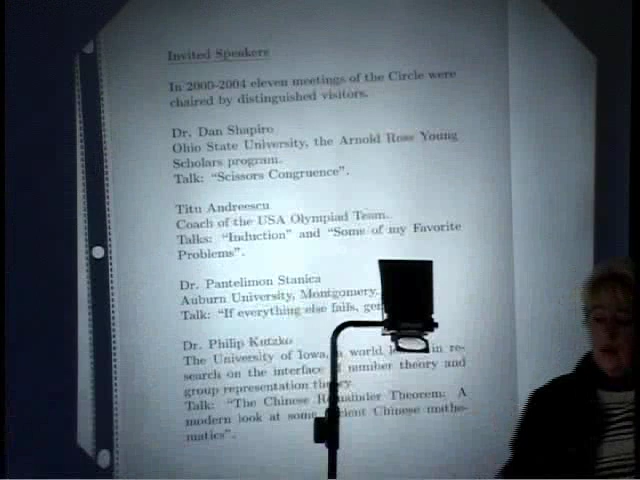 Invited Speakers
In 2000-2004 eleven meetings of the Circle were
chaired by distinguished visitors.
Dr. Dan Shapiro
Ohio State University, the Arnold Ross Young
Scholars program.
Talk: "Scissors Congruence".
Titu Andreescu
Coach of the USA Olympiad Team.
Talks: "Induction" and "Some of my Favorite
Problems".
Dr. Pantelimon Stanica
Auburn University, Montgomery.
Talk: "If everything else fails,
Dr. Philip Kutzko
The University of Iowa, a world in re-
search on the interface of number theory and
group representation theory.
Talk: "The Chinese Remainder Theorem: A
modern look at some Chinese mathe-
matics".